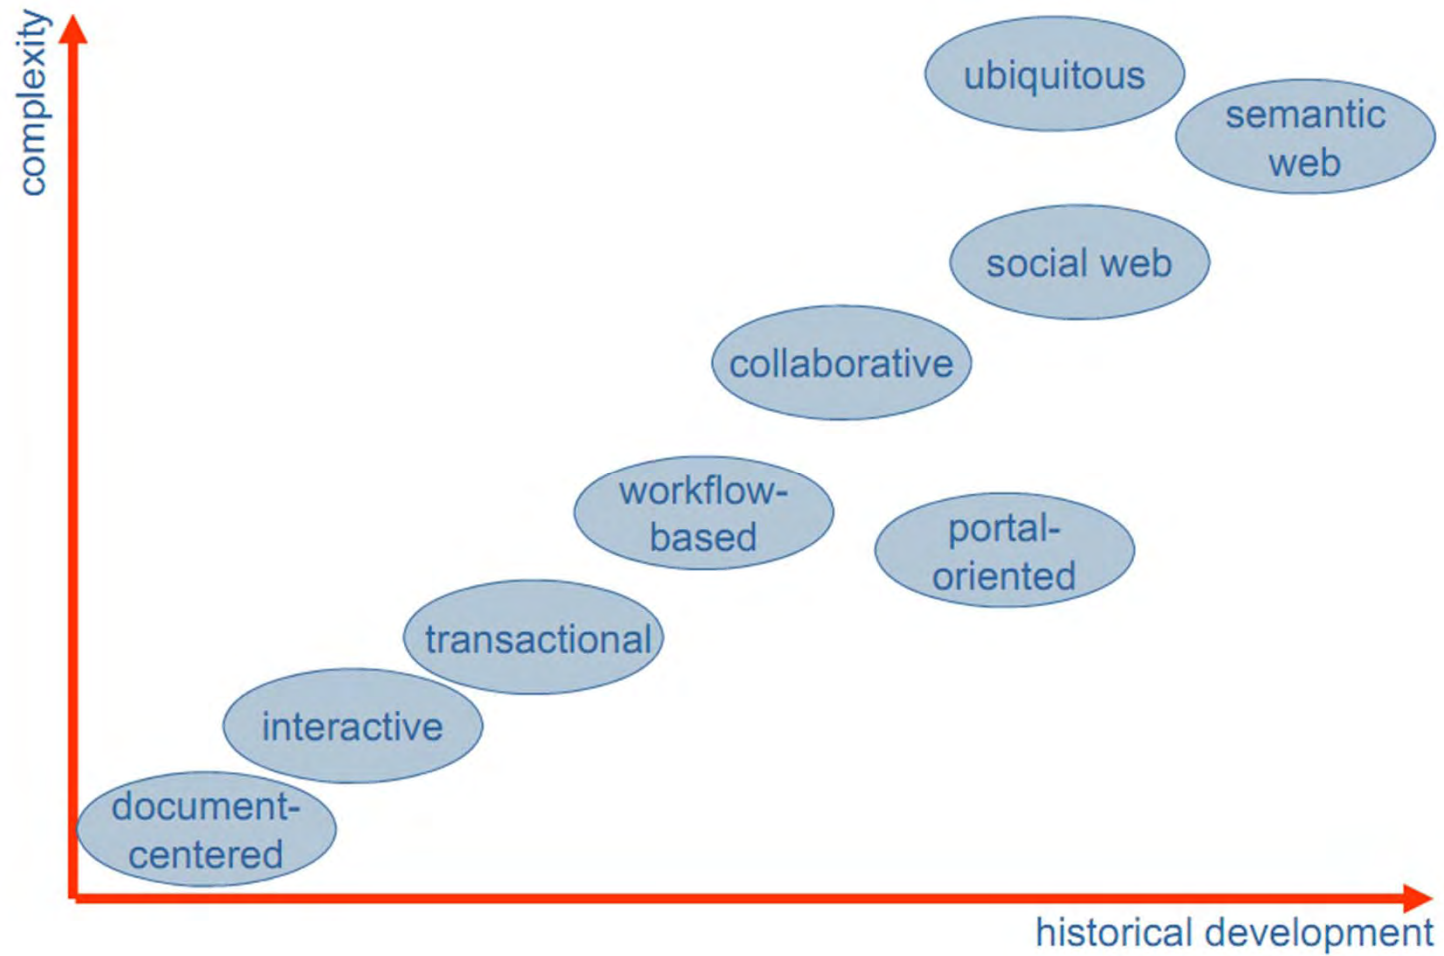 complexity
ubiquitous
semantic
web
social web
collaborative
workflow-
based
portal-
oriented
transactional
interactive
document-
centered
historical development